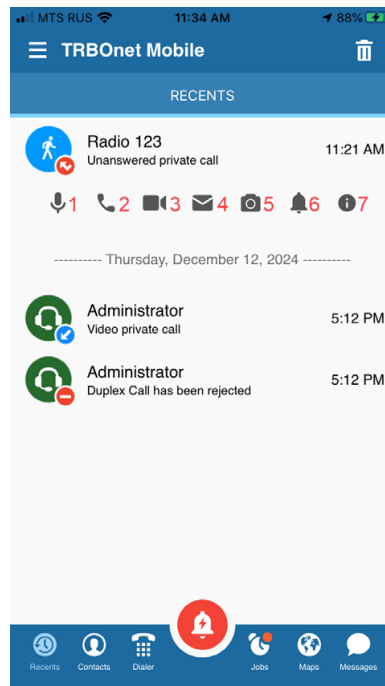 MTS RUS 11:34 AM 88%
TRBOnet Mobile
RECENTS
Radio 123
Unanswered private call
11:21 AM
1 2 3 4 5 6 7
---------- Thursday, December 12, 2024 ----------
Administrator
Video private call
5:12 PM
Administrator
Duplex Call has been rejected
5:12 PM
Recents Contacts Dialer Jobs Maps Messages